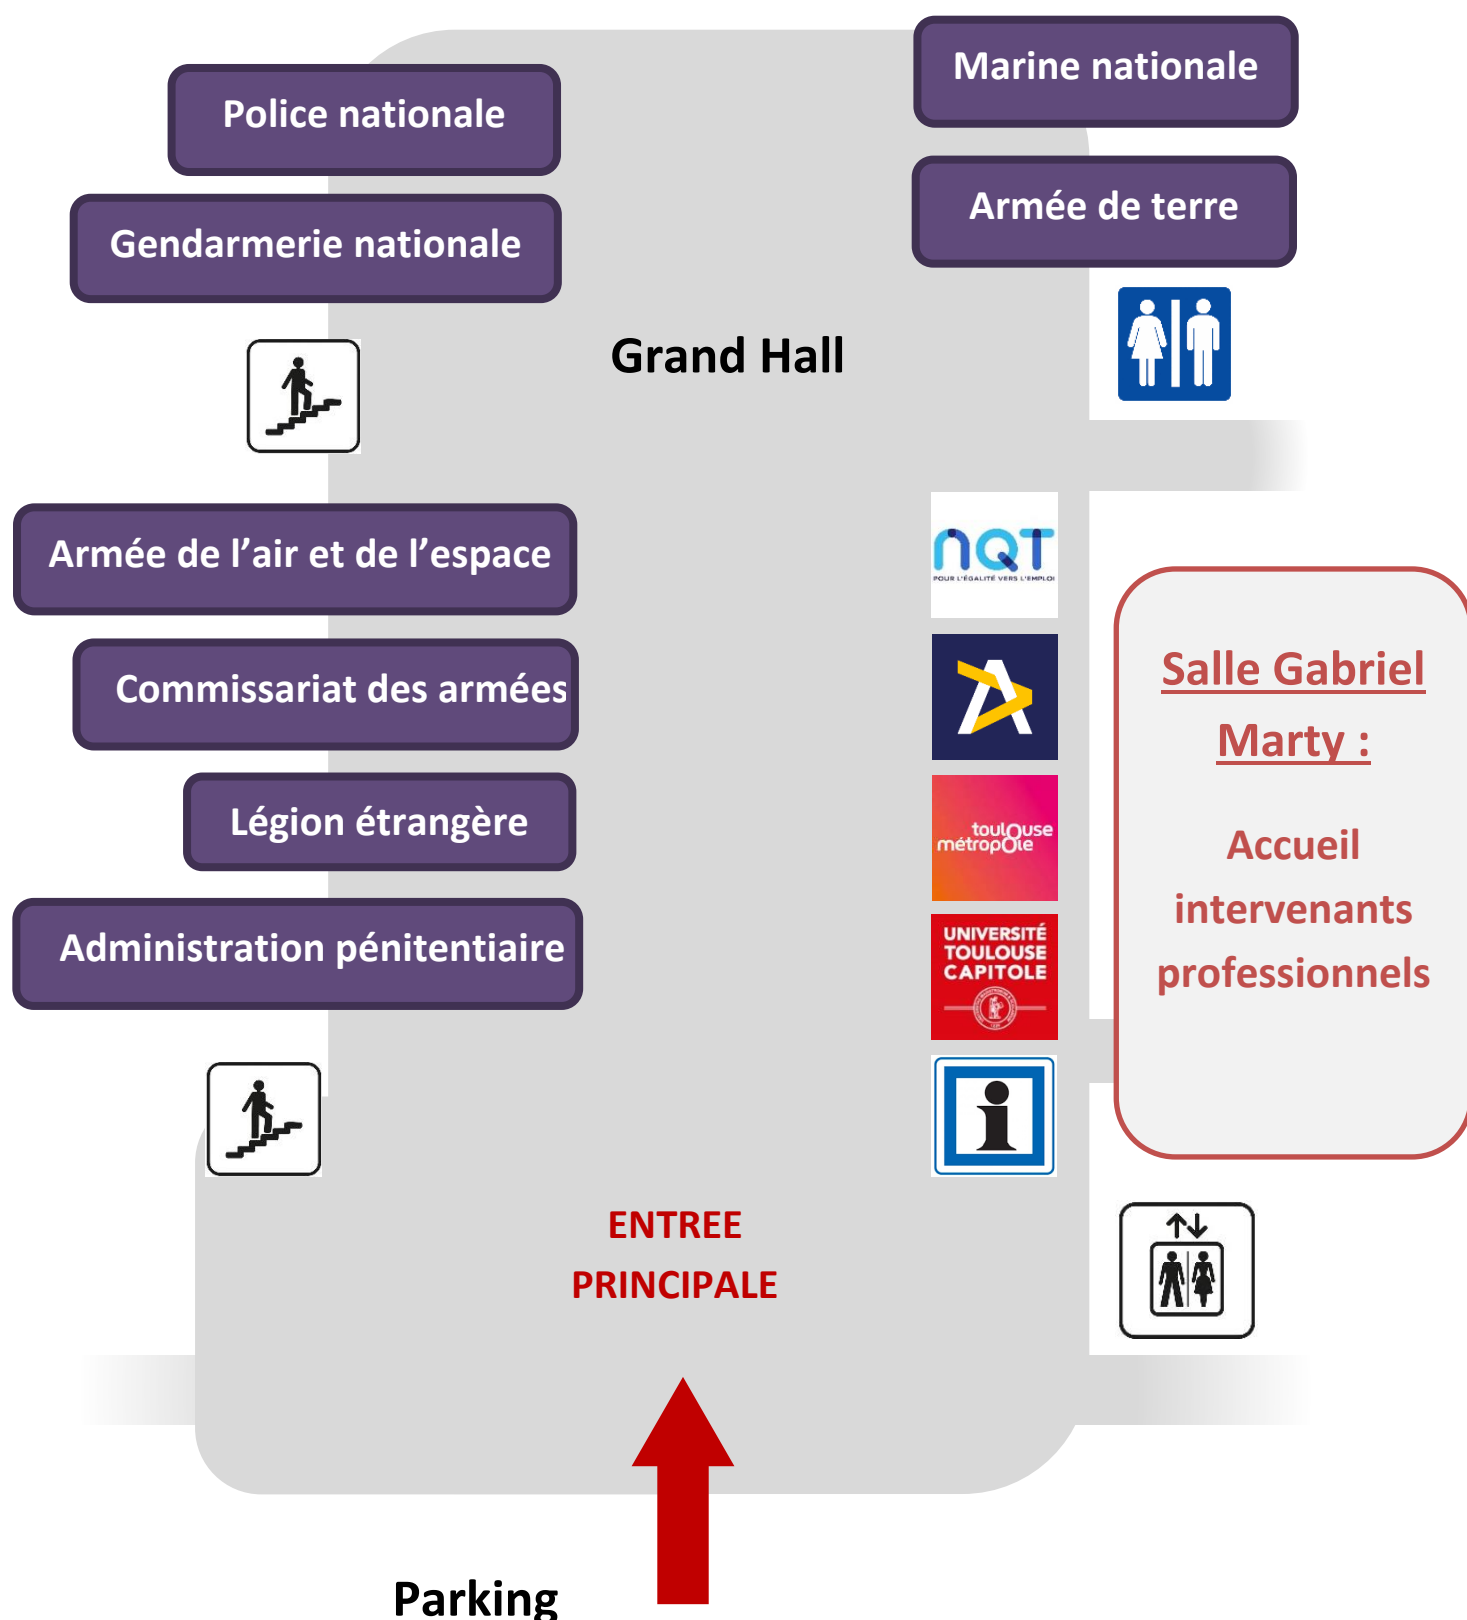 Marine nationale
Police nationale
Armée de terre
Gendarmerie nationale
Grand Hall
Armée de l’air et de l’espace
nQT
POUR L'ÉGALITÉ VERS L'EMPLOI
Commissariat des armées
Légion étrangère
toulouse
métropole
Administration pénitentiaire
UNIVERSITÉ
TOULOUSE
CAPITOLE
Salle Gabriel
Marty :
Accueil
intervenants
professionnels
ENTREE
PRINCIPALE
Parking